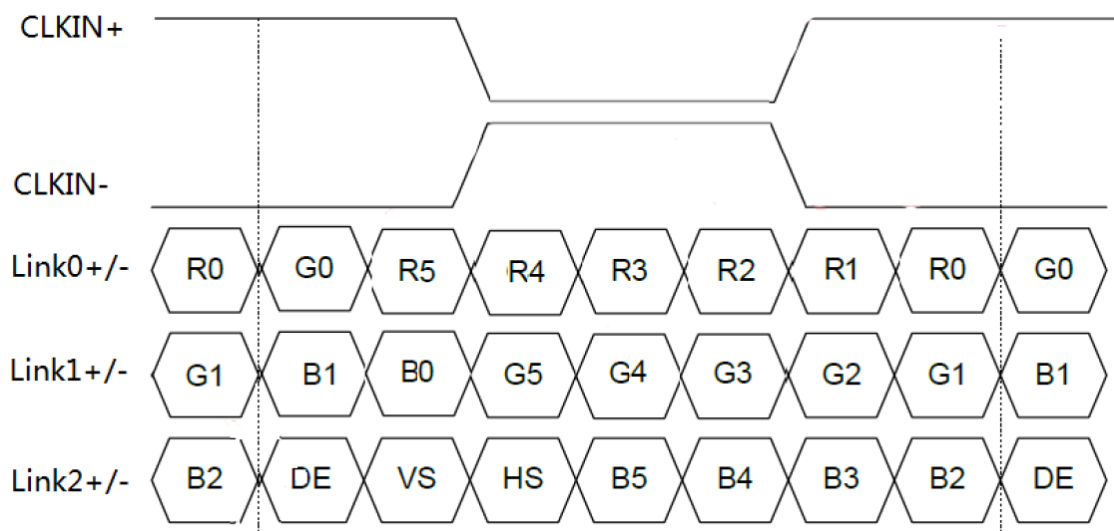 CLKIN+
CLKIN-
Link0+/- R0 G0 R5 R4 R3 R2 R1 R0 G0
Link1+/- G1 B1 B0 G5 G4 G3 G2 G1 B1
Link2+/- B2 DE VS HS B5 B4 B3 B2 DE